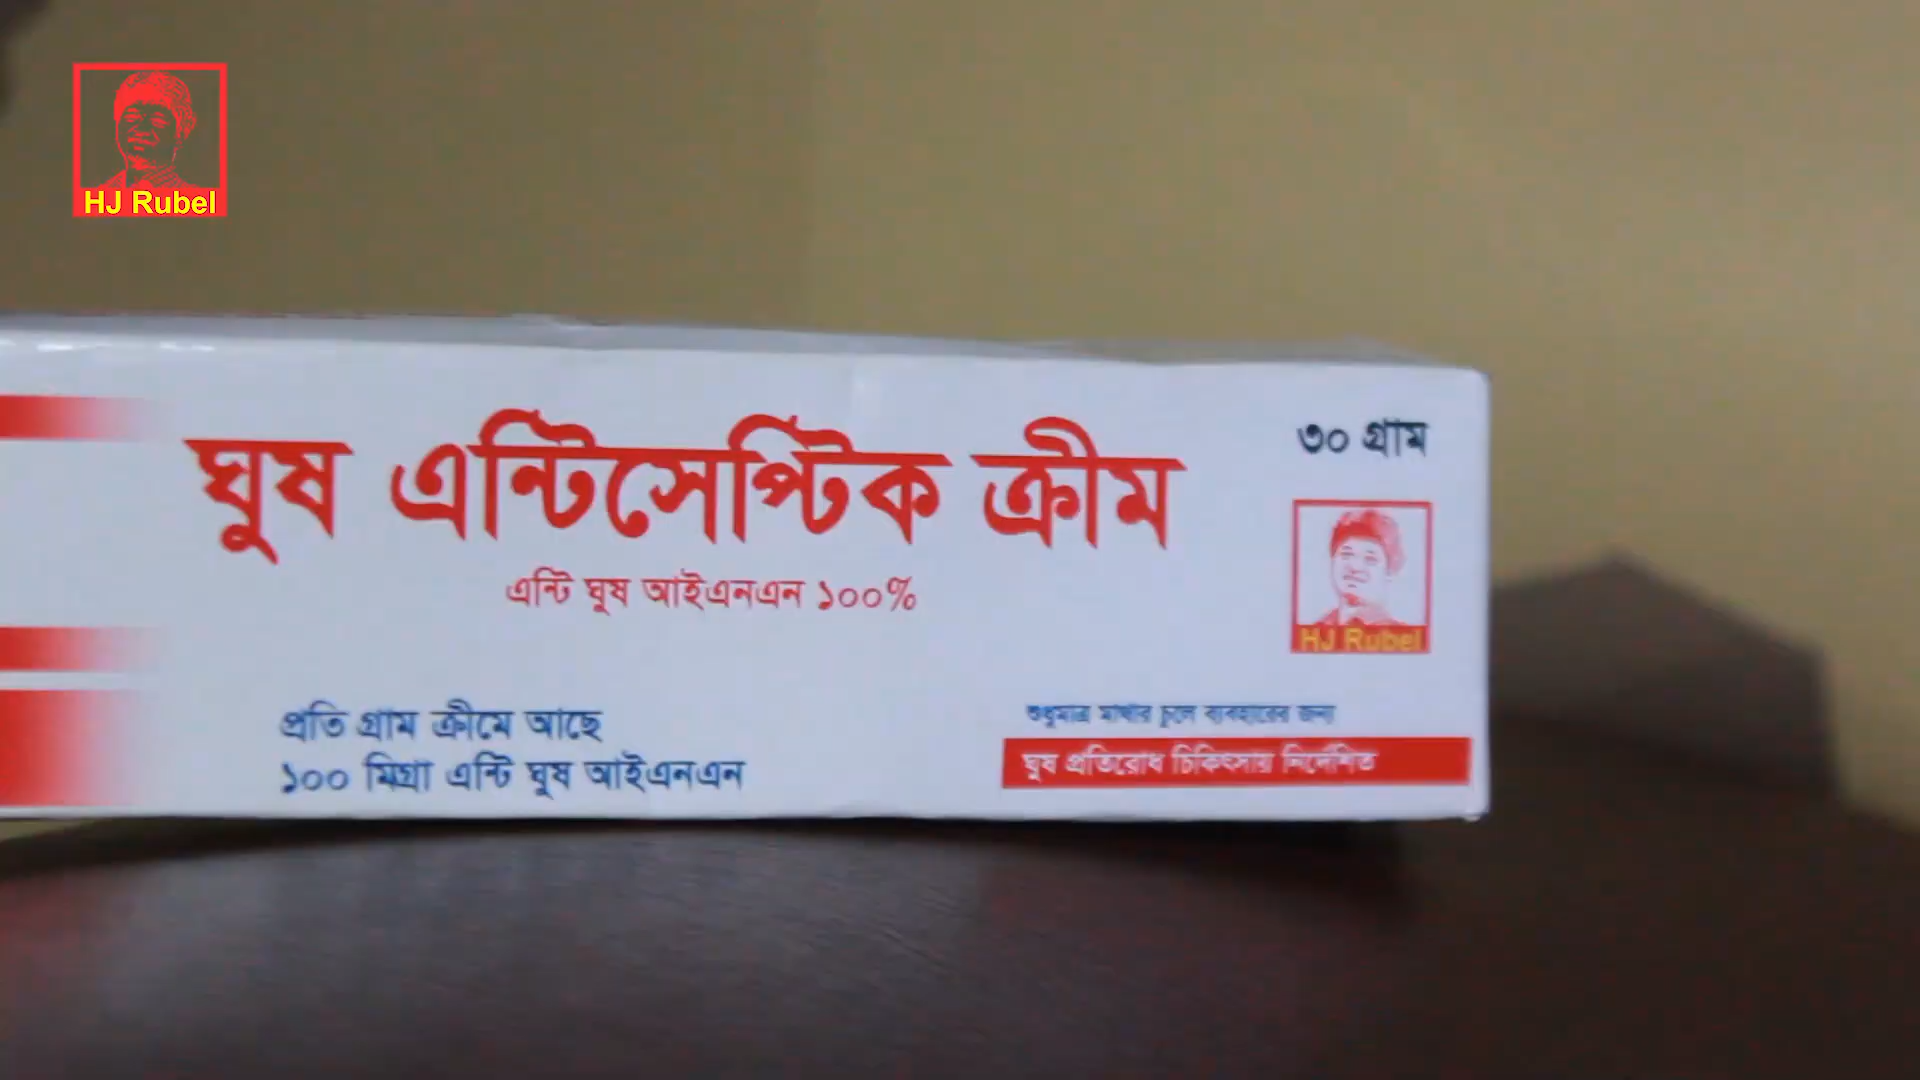 HJ Rubel
ঘুষ এন্টিসেপ্টিক ক্রীম
৩০ গ্রাম
এন্টি ঘুষ আইএনএন ১০০%
HJ Rubel
প্রতি গ্রাম ক্রীমে আছে
১০০ মিগ্রা এন্টি ঘুষ আইএনএন
শুধুমাত্র মাথার চুলে ব্যবহারের জন্য
ঘুষ প্রতিরোধ চিকিৎসায় নির্দেশিত